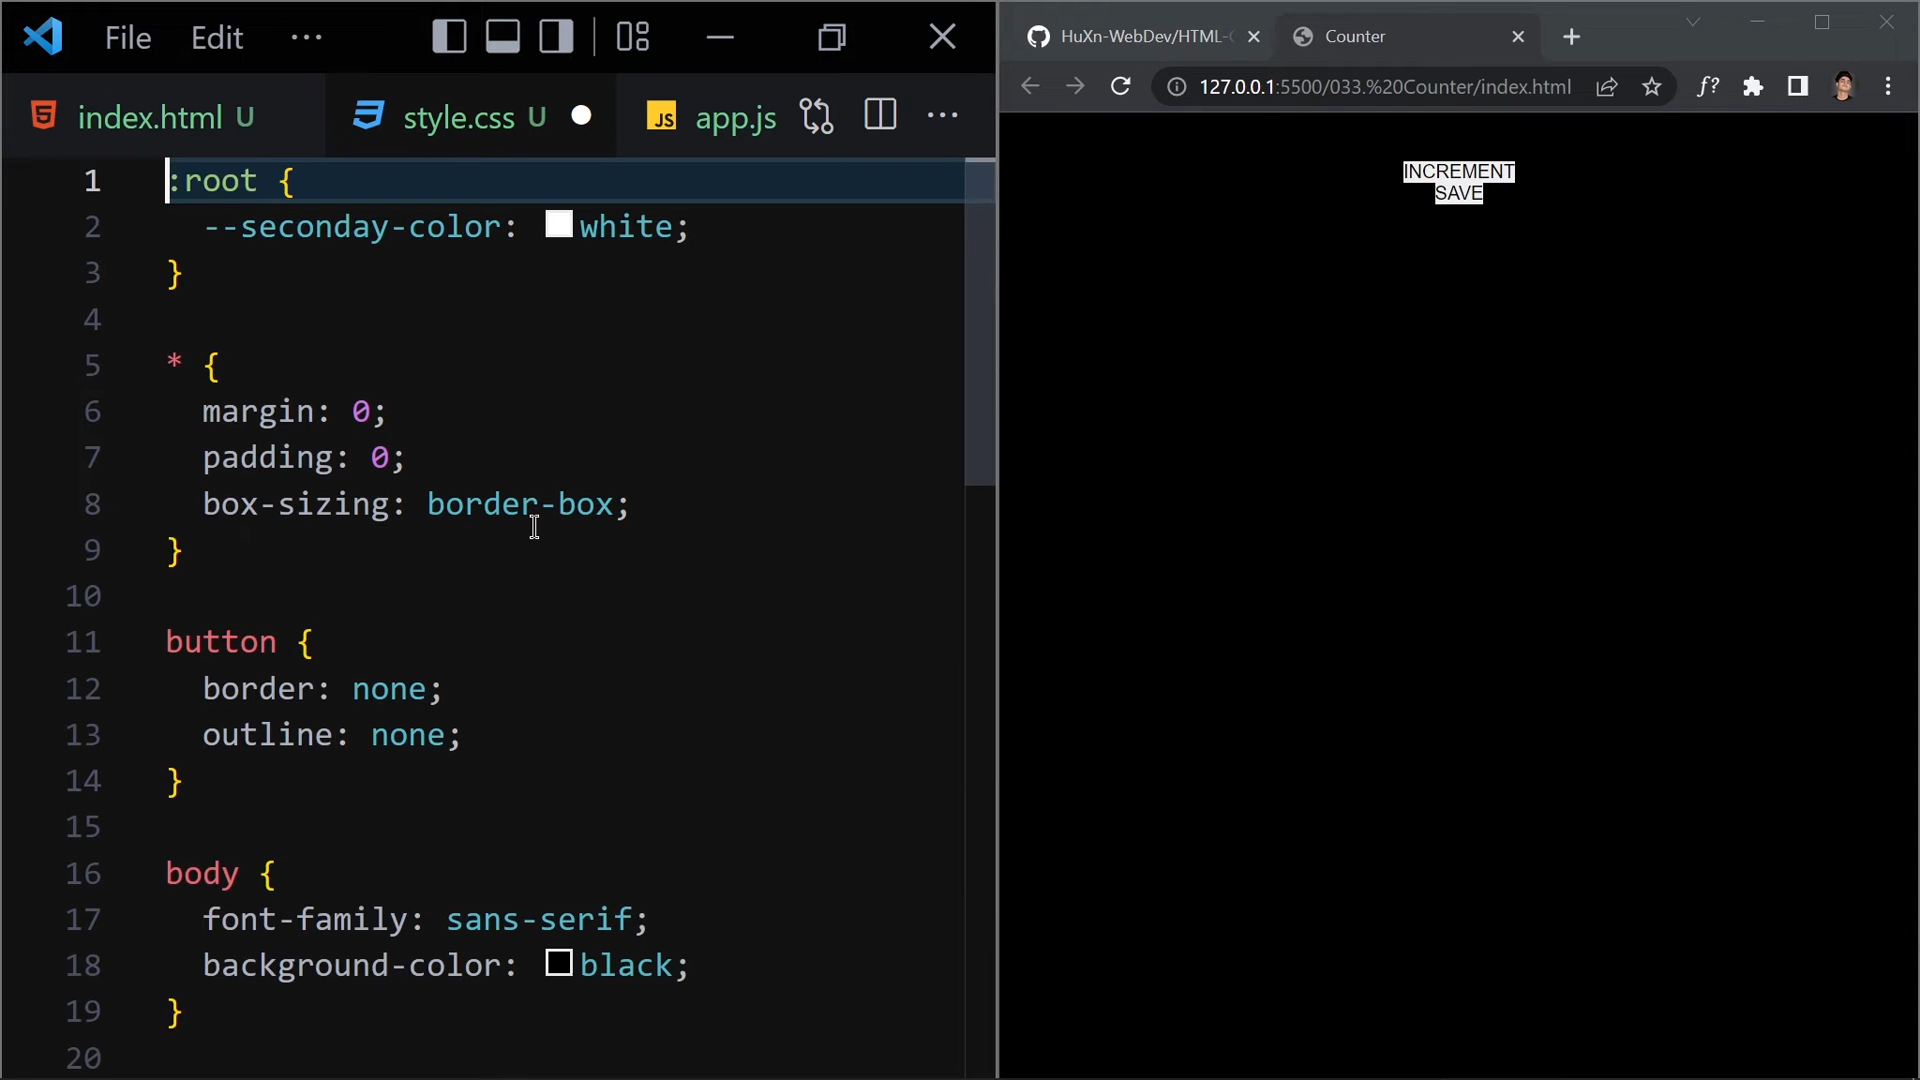 File Edit ···
index.html U style.css U app.js ···
1 :root {
2 --seconday-color: white;
3 }
4
5 * {
6 margin: 0;
7 padding: 0;
8 box-sizing: border-box;
9 }
10
11 button {
12 border: none;
13 outline: none;
14 }
15
16 body {
17 font-family: sans-serif;
18 background-color: black;
19 }
20
HuXn-WebDev/HTML-
Counter
127.0.0.1:5500/033.%20Counter/index.html
f?
INCREMENT
SAVE